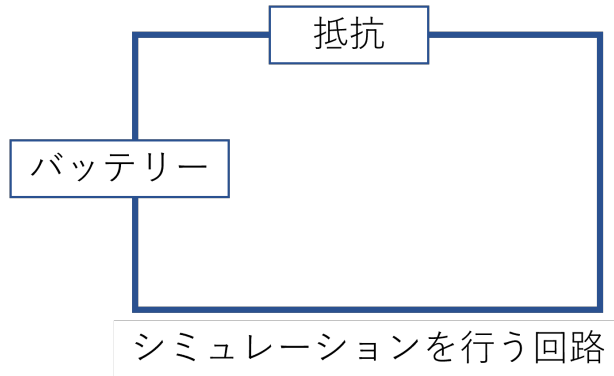 抵抗
バッテリー
シミュレーションを行う回路